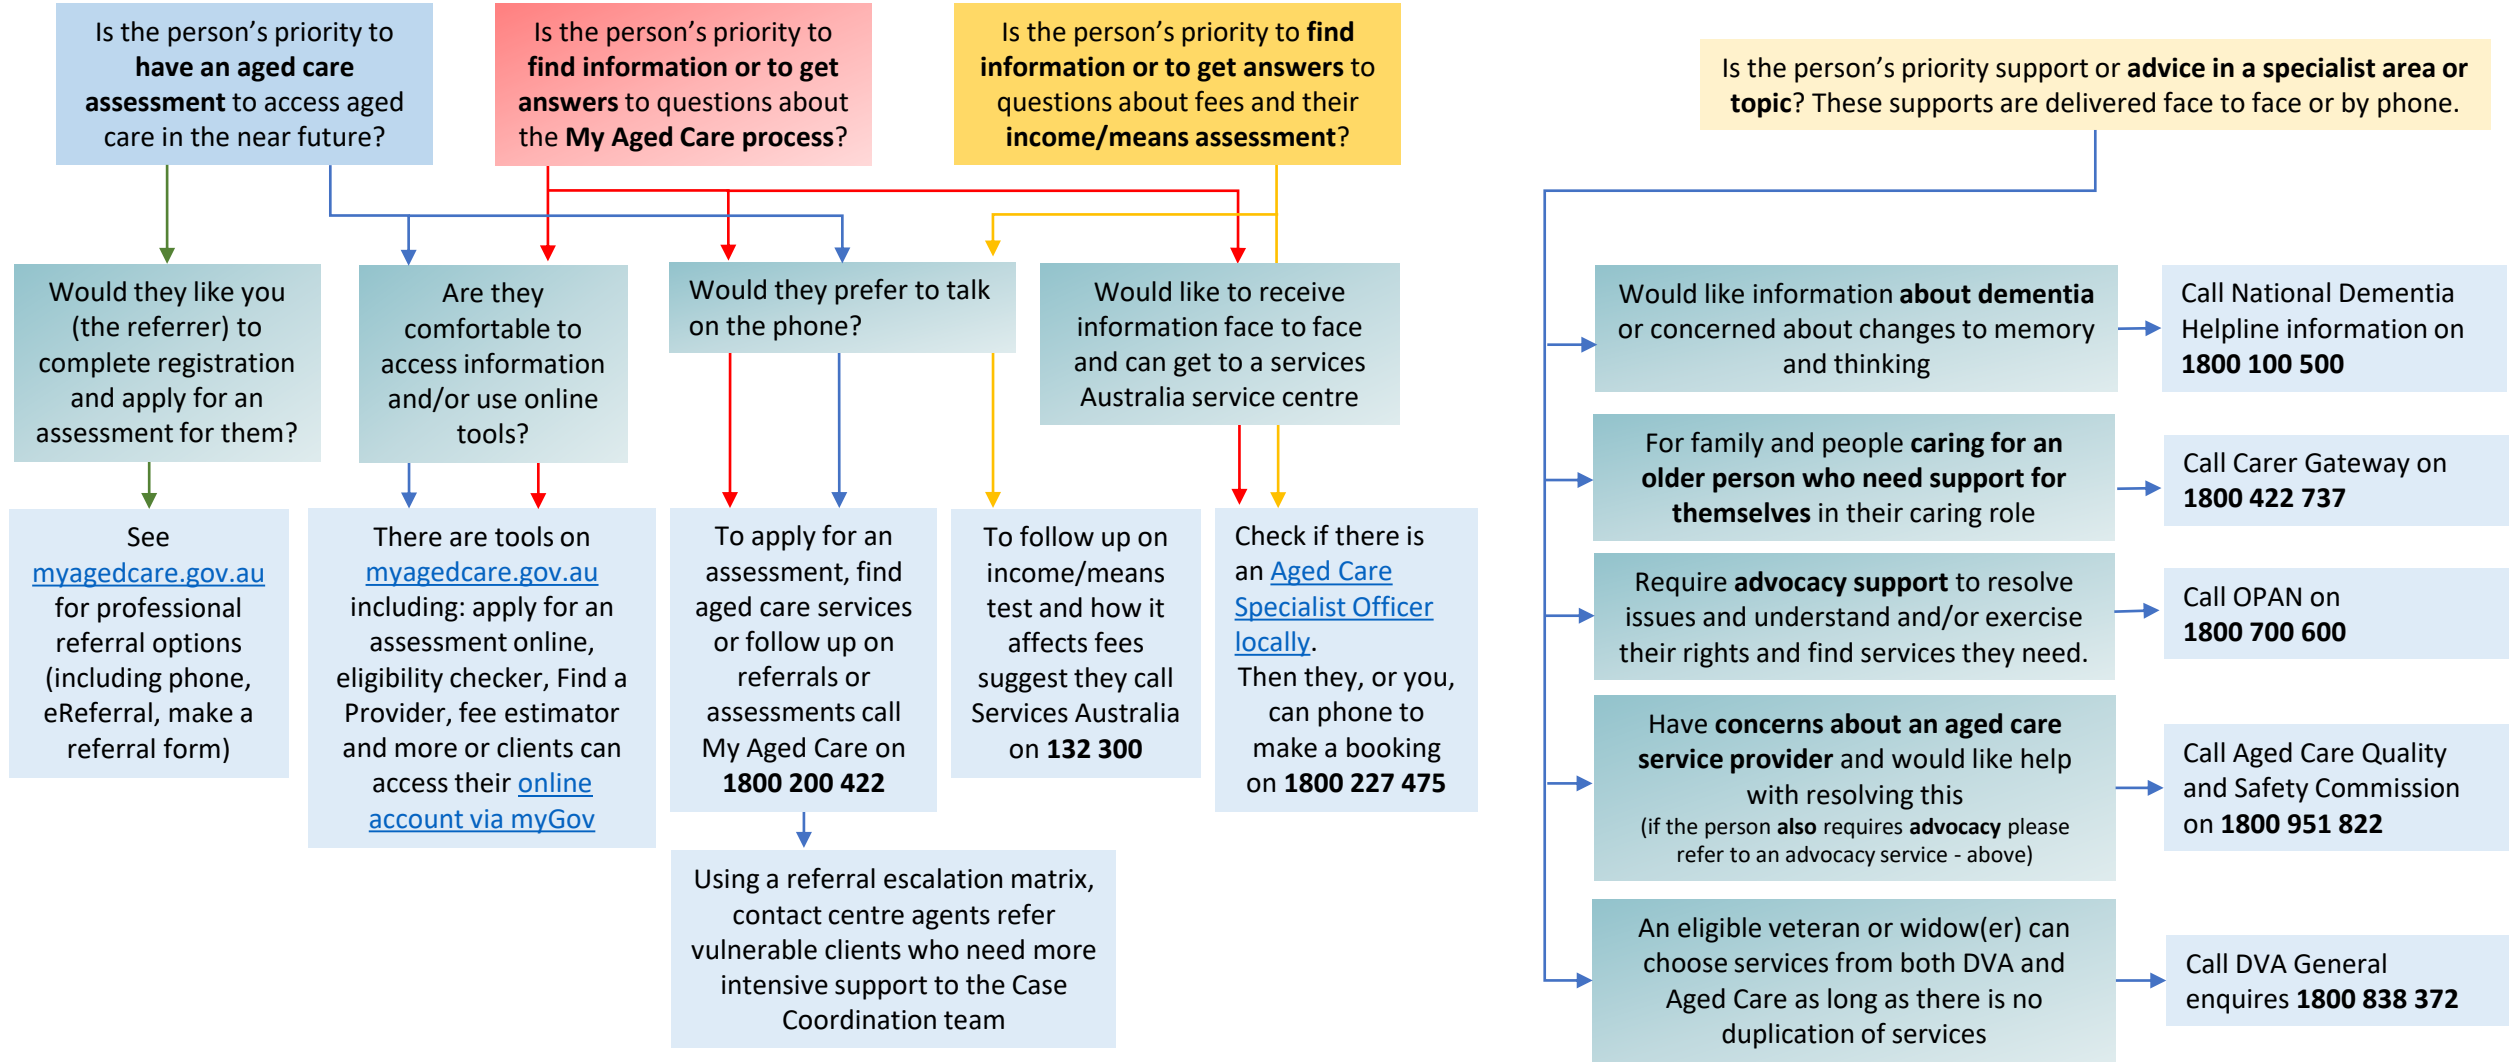 Is the person’s priority to
have an aged care
assessment to access aged
care in the near future?
Is the person’s priority to
find information or to get
answers to questions about
the My Aged Care process?
Is the person’s priority to find
information or to get answers to
questions about fees and their
income/means assessment?
Is the person’s priority support or advice in a specialist area or
topic? These supports are delivered face to face or by phone.
Would they like you
(the referrer) to
complete registration
and apply for an
assessment for them?
Are they
comfortable to
access information
and/or use online
tools?
Would they prefer to talk
on the phone?
Would like to receive
information face to face
and can get to a services
Australia service centre
See
myagedcare.gov.au
for professional
referral options
(including phone,
eReferral, make a
referral form)
There are tools on
myagedcare.gov.au
including: apply for an
assessment online,
eligibility checker, Find a
Provider, fee estimator
and more or clients can
access their online
account via myGov
To apply for an
assessment, find
aged care services
or follow up on
referrals or
assessments call
My Aged Care on
1800 200 422
To follow up on
income/means
test and how it
affects fees
suggest they call
Services Australia
on 132 300
Check if there is
an Aged Care
Specialist Officer
locally.
Then they, or you,
can phone to
make a booking
on 1800 227 475
Using a referral escalation matrix,
contact centre agents refer
vulnerable clients who need more
intensive support to the Case
Coordination team
Would like information about dementia
or concerned about changes to memory
and thinking
Call National Dementia
Helpline information on
1800 100 500
For family and people caring for an
older person who need support for
themselves in their caring role
Call Carer Gateway on
1800 422 737
Require advocacy support to resolve
issues and understand and/or exercise
their rights and find services they need.
Call OPAN on
1800 700 600
Have concerns about an aged care
service provider and would like help
with resolving this
(if the person also requires advocacy please
refer to an advocacy service - above)
Call Aged Care Quality
and Safety Commission
on 1800 951 822
An eligible veteran or widow(er) can
choose services from both DVA and
Aged Care as long as there is no
duplication of services
Call DVA General
enquires 1800 838 372